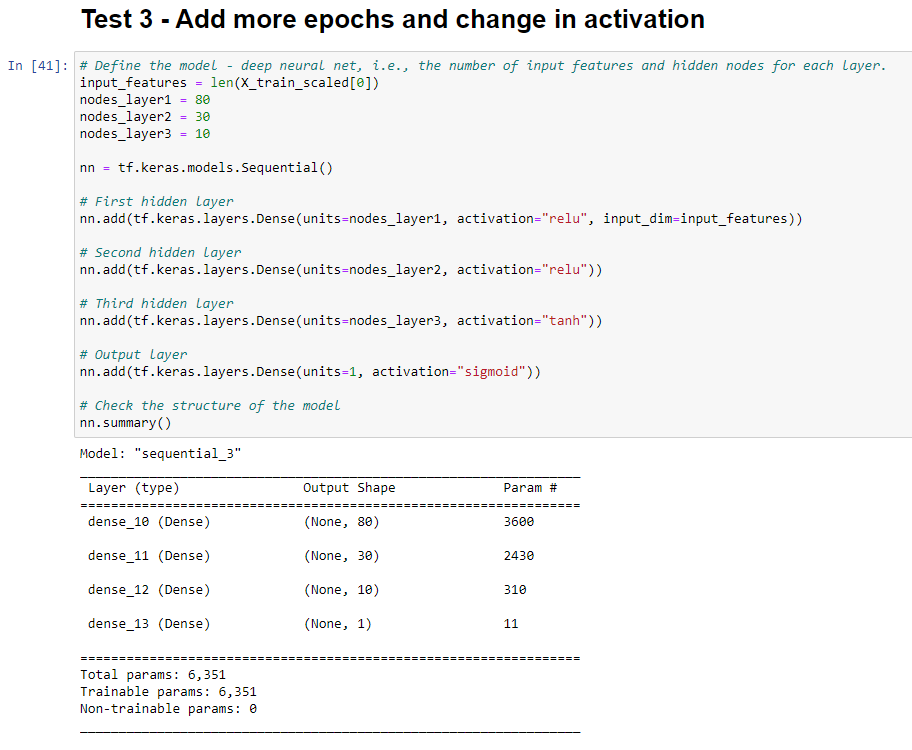 Test 3 - Add more epochs and change in activation
In [41]: # Define the model - deep neural net, i.e., the number of input features and hidden nodes for each layer.
input_features = len(X_train_scaled[0])
nodes_layer1 = 80
nodes_layer2 = 30
nodes_layer3 = 10
nn = tf.keras.models.Sequential()
# First hidden layer
nn.add(tf.keras.layers.Dense(units=nodes_layer1, activation="relu", input_dim=input_features))
# Second hidden layer
nn.add(tf.keras.layers.Dense(units=nodes_layer2, activation="relu"))
# Third hidden layer
nn.add(tf.keras.layers.Dense(units=nodes_layer3, activation="tanh"))
# Output layer
nn.add(tf.keras.layers.Dense(units=1, activation="sigmoid"))
# Check the structure of the model
nn.summary()
Model: "sequential_3"
_________________________________________________________________
Layer (type) Output Shape Param #
=================================================================
dense_10 (Dense) (None, 80) 3600
dense_11 (Dense) (None, 30) 2430
dense_12 (Dense) (None, 10) 310
dense_13 (Dense) (None, 1) 11
=================================================================
Total params: 6,351
Trainable params: 6,351
Non-trainable params: 0
_________________________________________________________________